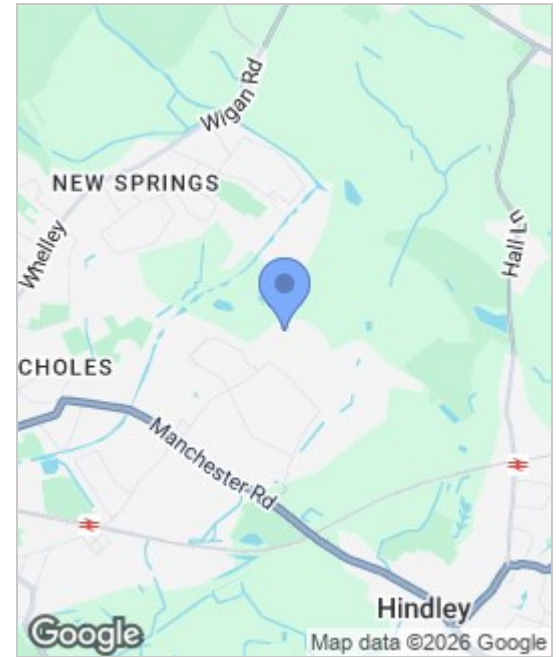 Wigan Rd
NEW SPRINGS
Whelley
Hall Ln
CHOLES
Manchester Rd
Hindley
Google
Map data ©2026 Google